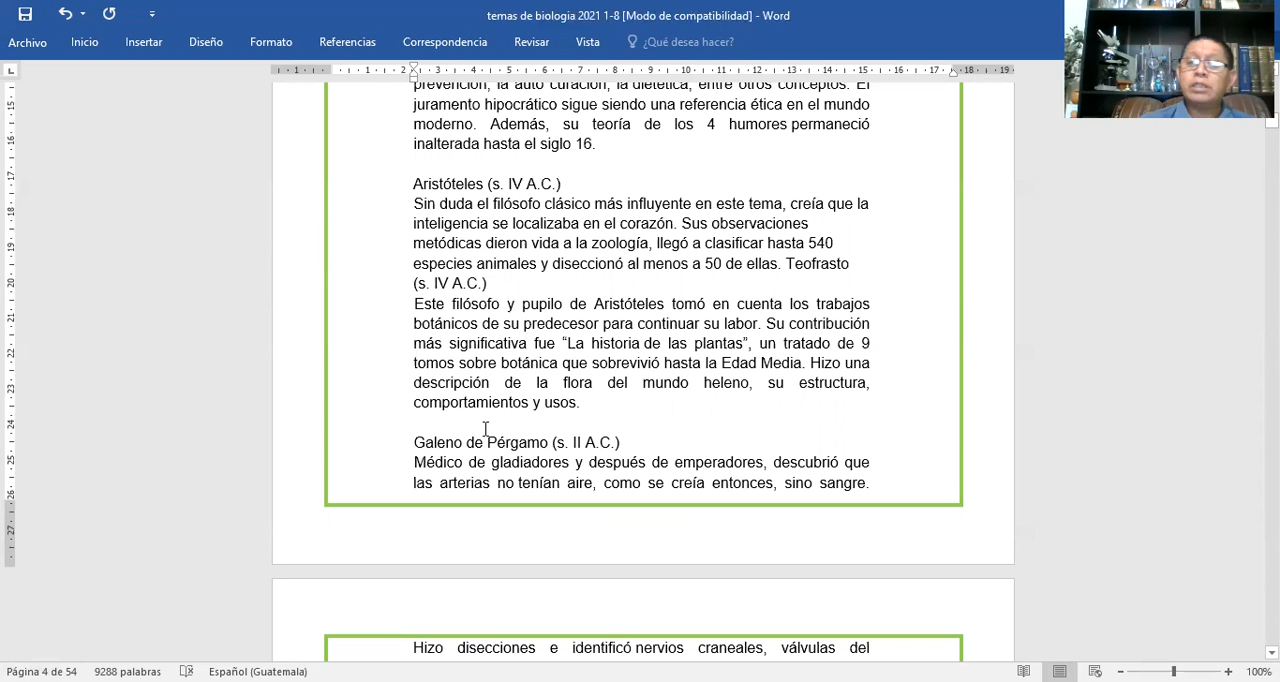 temas de biologia 2021 1-8 [Modo de compatibilidad] - Word
Archivo Inicio Insertar Diseño Formato Referencias Correspondencia Revisar Vista ¿Qué desea hacer?
prevención, la auto curación, la dietética, entre otros conceptos. El
juramento hipocrático sigue siendo una referencia ética en el mundo
moderno. Además, su teoría de los 4 humores permaneció
inalterada hasta el siglo 16.
Aristóteles (s. IV A.C.)
Sin duda el filósofo clásico más influyente en este tema, creía que la
inteligencia se localizaba en el corazón. Sus observaciones
metódicas dieron vida a la zoología, llegó a clasificar hasta 540
especies animales y diseccionó al menos a 50 de ellas. Teofrasto
(s. IV A.C.)
Este filósofo y pupilo de Aristóteles tomó en cuenta los trabajos
botánicos de su predecesor para continuar su labor. Su contribución
más significativa fue “La historia de las plantas”, un tratado de 9
tomos sobre botánica que sobrevivió hasta la Edad Media. Hizo una
descripción de la flora del mundo heleno, su estructura,
comportamientos y usos.
Galeno de Pérgamo (s. II A.C.)
Médico de gladiadores y después de emperadores, descubrió que
las arterias no tenían aire, como se creía entonces, sino sangre.
Hizo disecciones e identificó nervios craneales, válvulas del
Página 4 de 54 9288 palabras Español (Guatemala) 100%